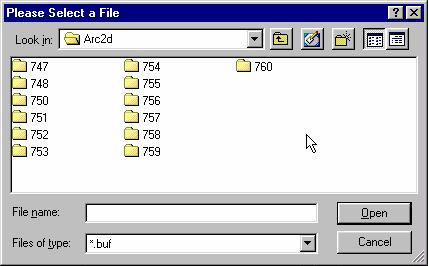 Please Select a File
Look in: Arc2d
747 754 760
748 755
750 756
751 757
752 758
753 759
File name: Open
Files of type: *.buf Cancel